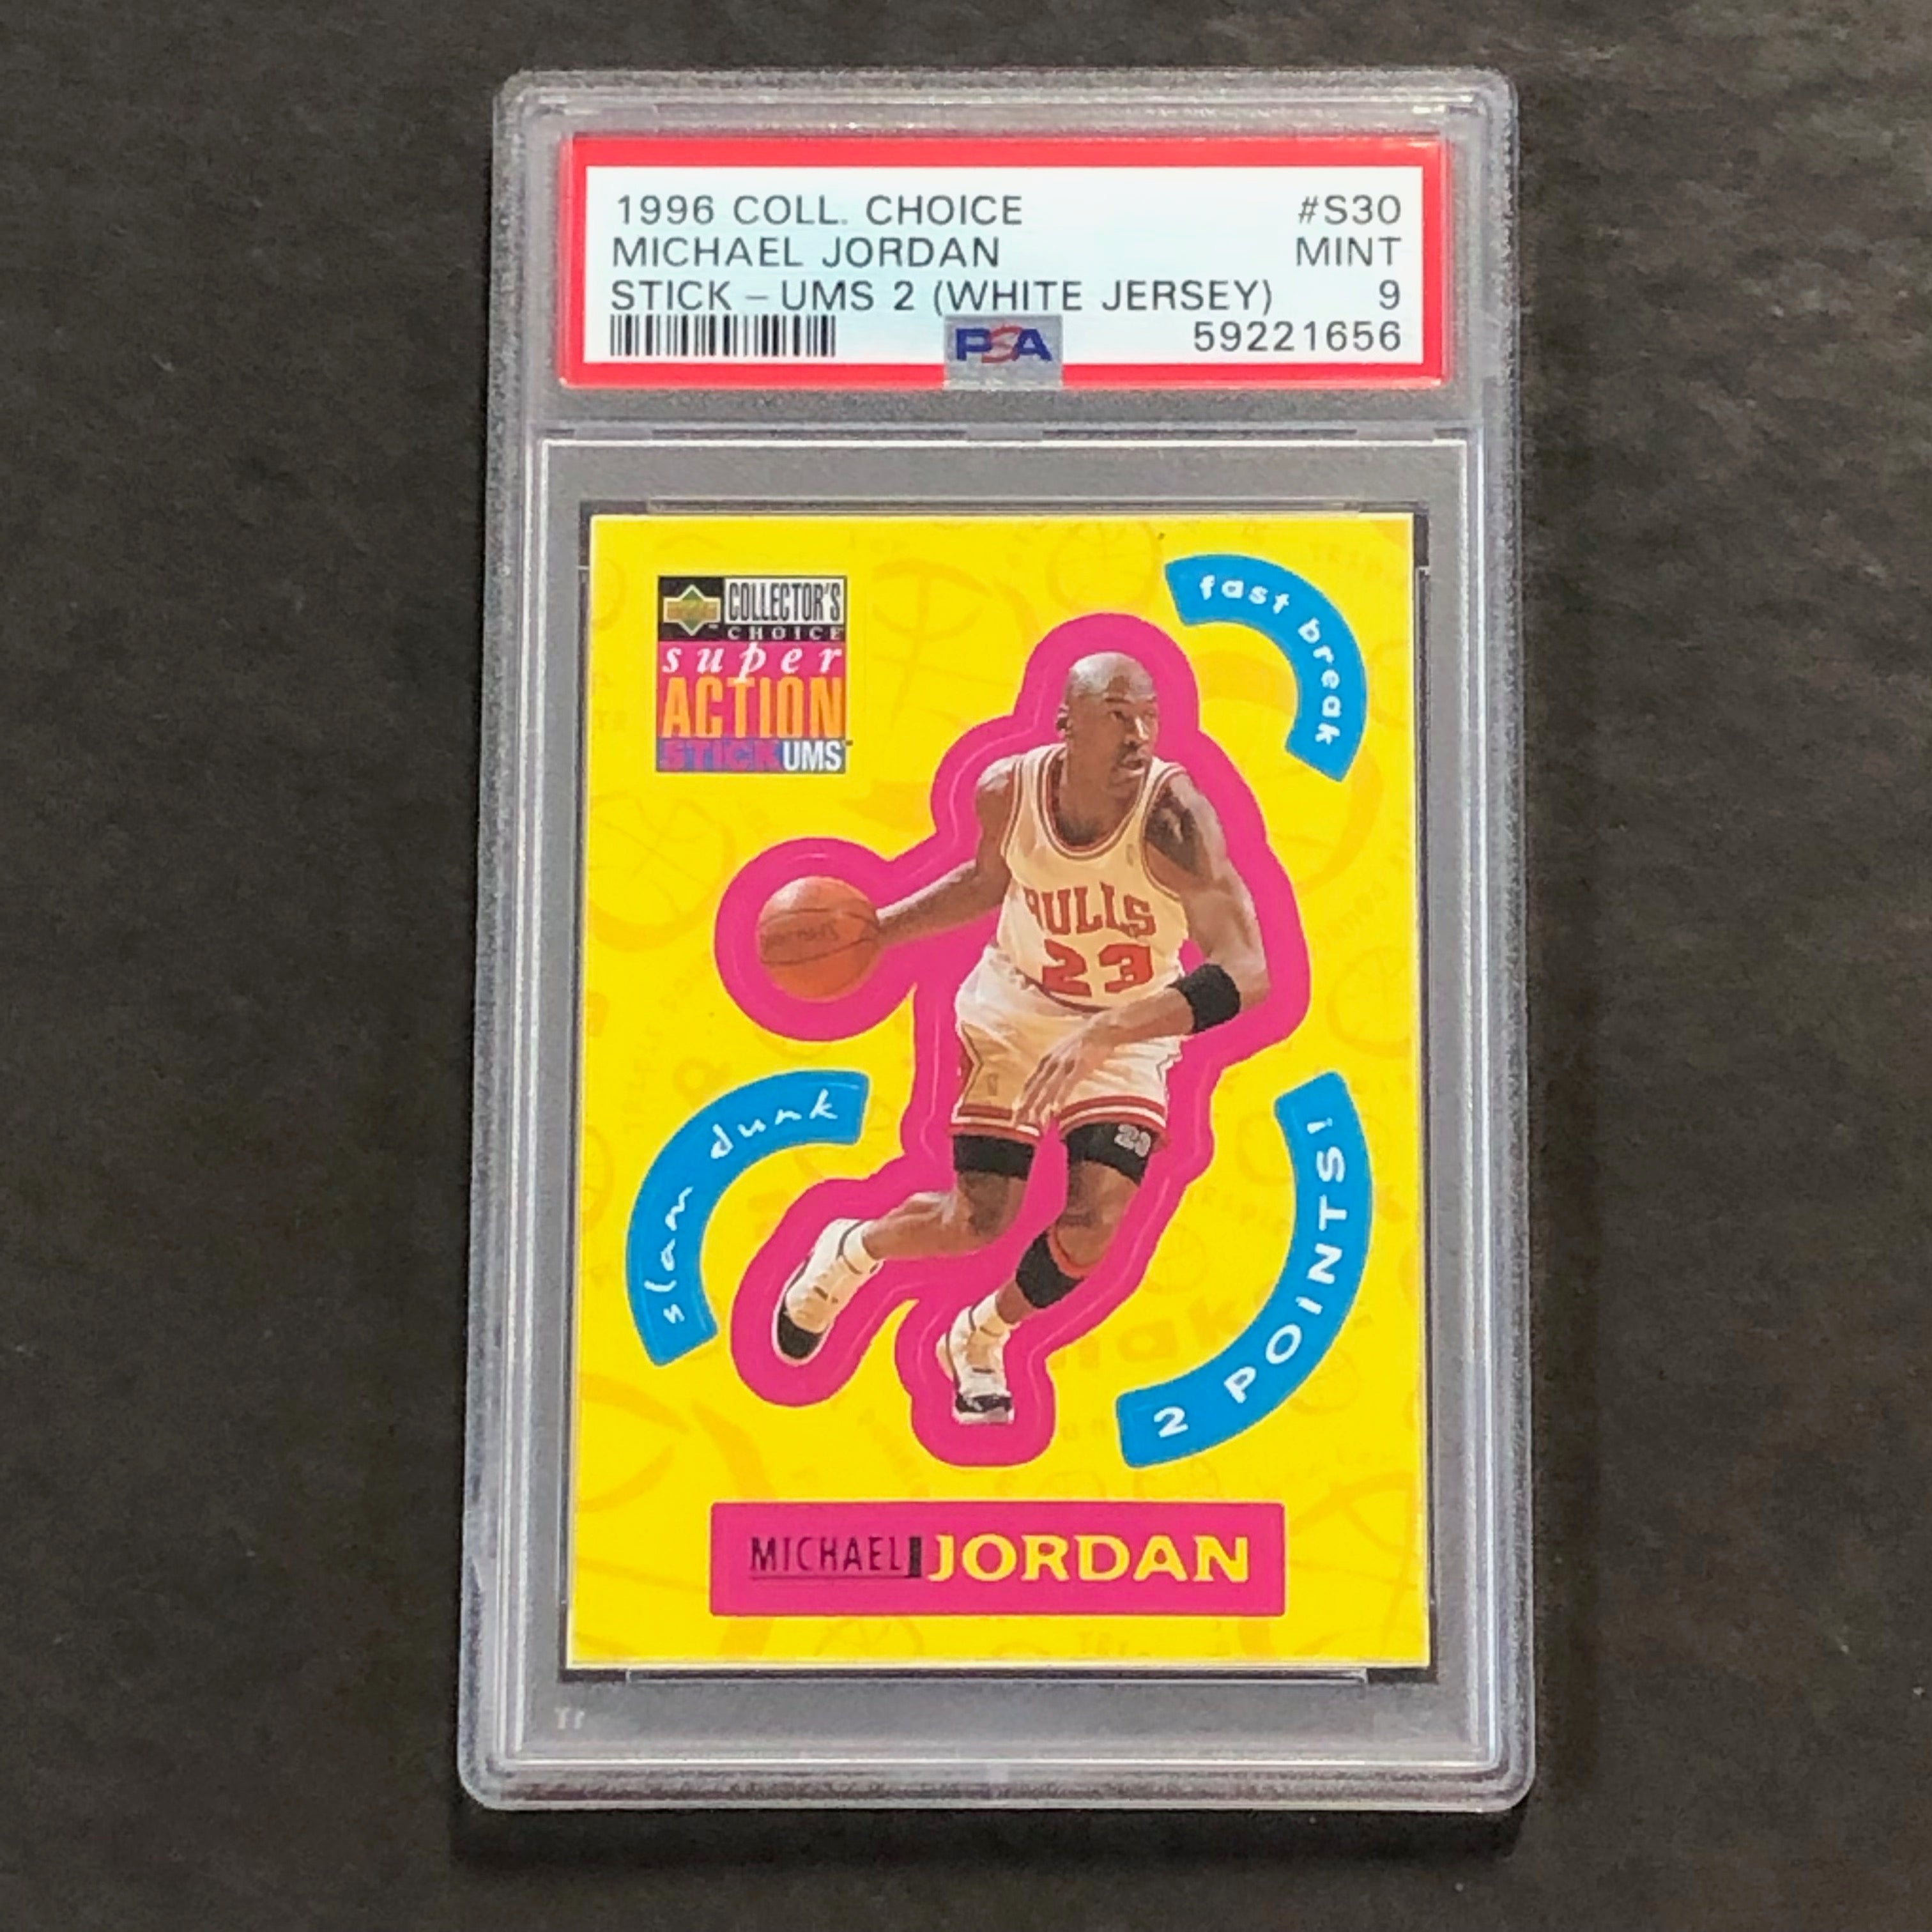 1996 COLL. CHOICE #S30
MICHAEL JORDAN MINT
STICK - UMS 2 (WHITE JERSEY) 9
PSA 59221656
COLLECTOR'S
CHOICE
super
ACTION
STICKUMS
fast break
BULLS
23
23
slam dunk
2 POINTS!
MICHAEL JORDAN